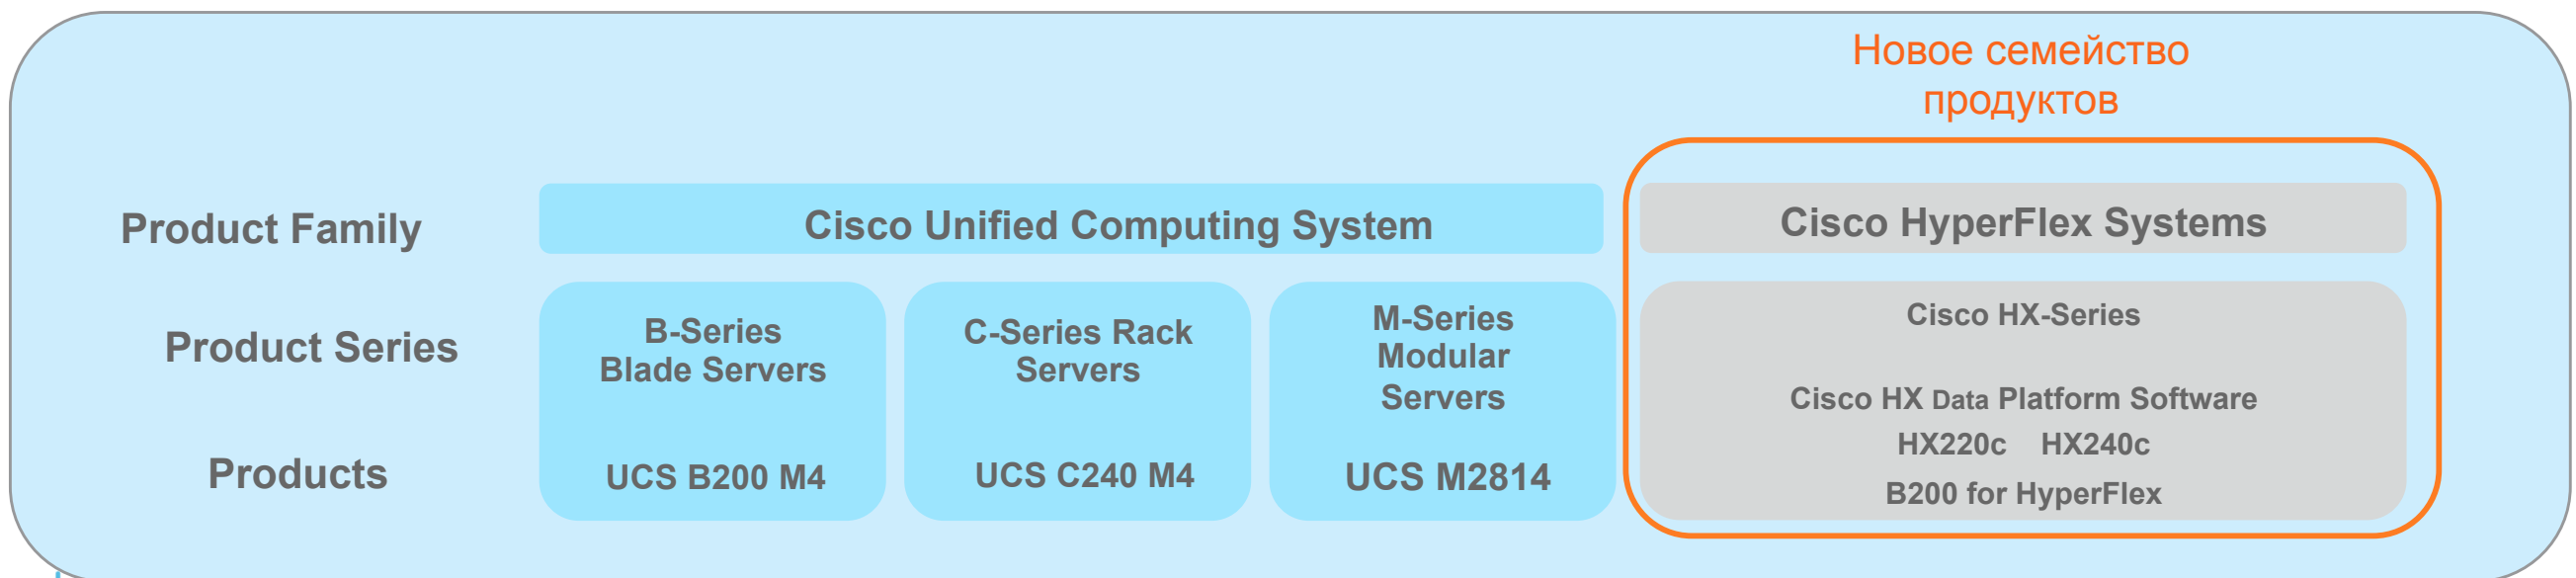 Новое семейство
продуктов
Product Family
Cisco Unified Computing System
Cisco HyperFlex Systems
Product Series
B-Series
Blade Servers
C-Series Rack
Servers
M-Series
Modular
Servers
Cisco HX-Series
Cisco HX Data Platform Software
HX220c HX240c
B200 for HyperFlex
Products
UCS B200 M4
UCS C240 M4
UCS M2814